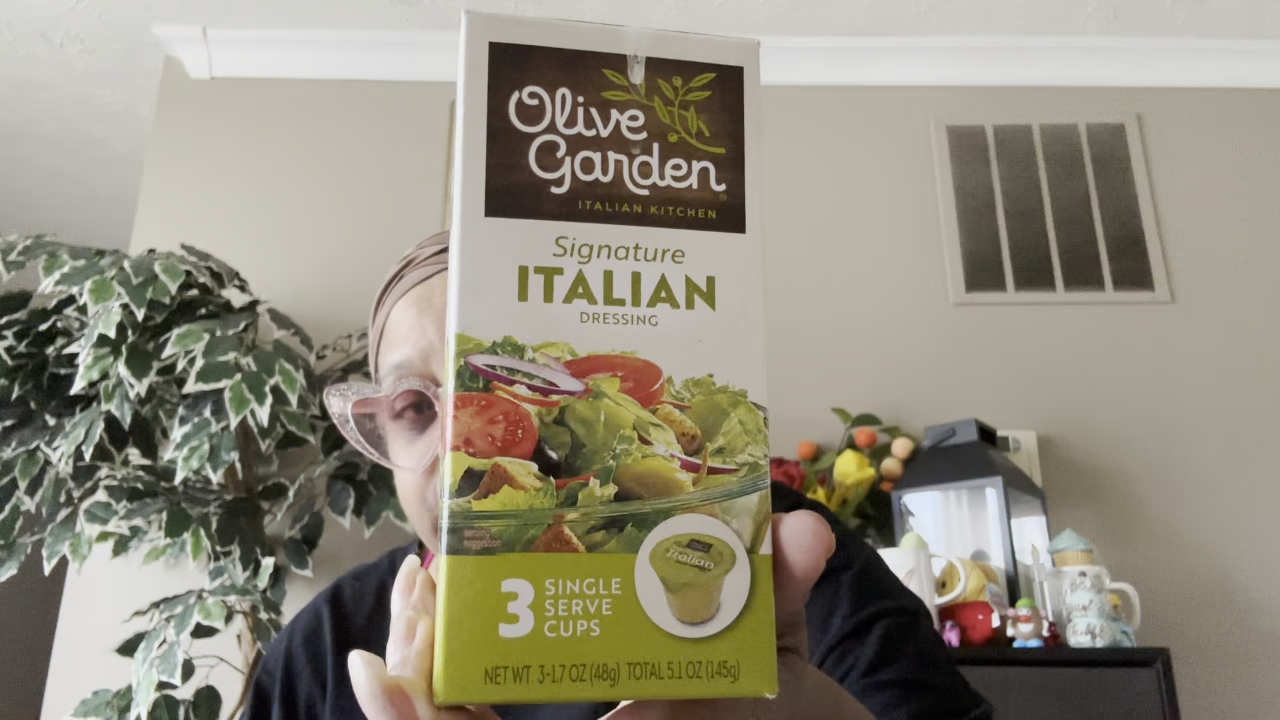 Olive
Garden
ITALIAN KITCHEN
Signature
ITALIAN
DRESSING
Italian
3 SINGLE
SERVE
CUPS
NET WT. 3-1.7 OZ (48g) TOTAL 5.1 OZ (145g)